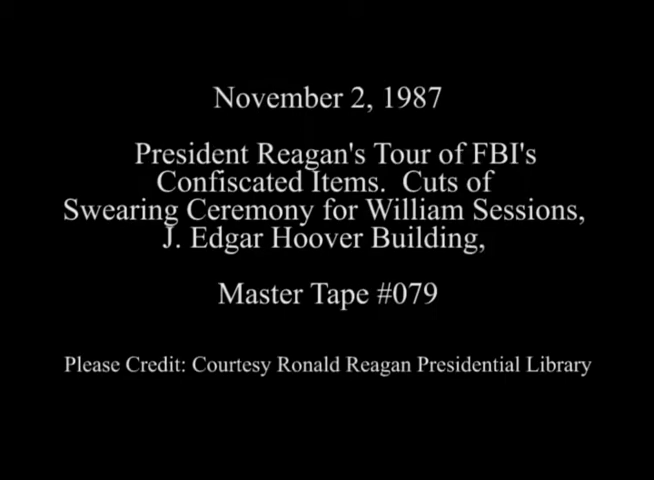 November 2, 1987
President Reagan's Tour of FBI's
Confiscated Items.  Cuts of
Swearing Ceremony for William Sessions,
J. Edgar Hoover Building,
Master Tape #079
Please Credit: Courtesy Ronald Reagan Presidential Library